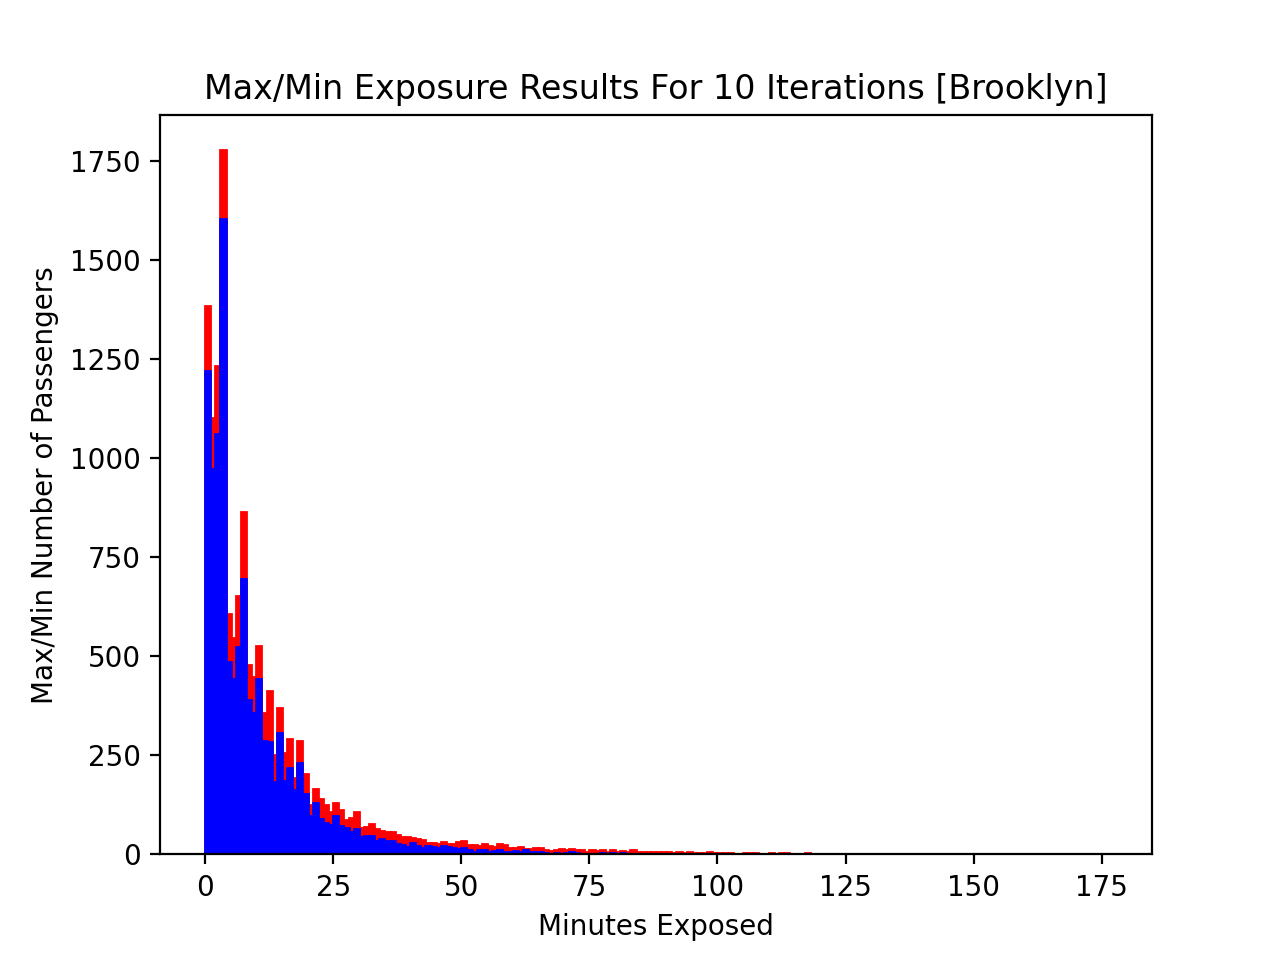 Max/Min Exposure Results For 10 Iterations [Brooklyn]
Max/Min Number of Passengers
1750
1500
1250
1000
750
500
250
0
0 25 50 75 100 125 150 175
Minutes Exposed